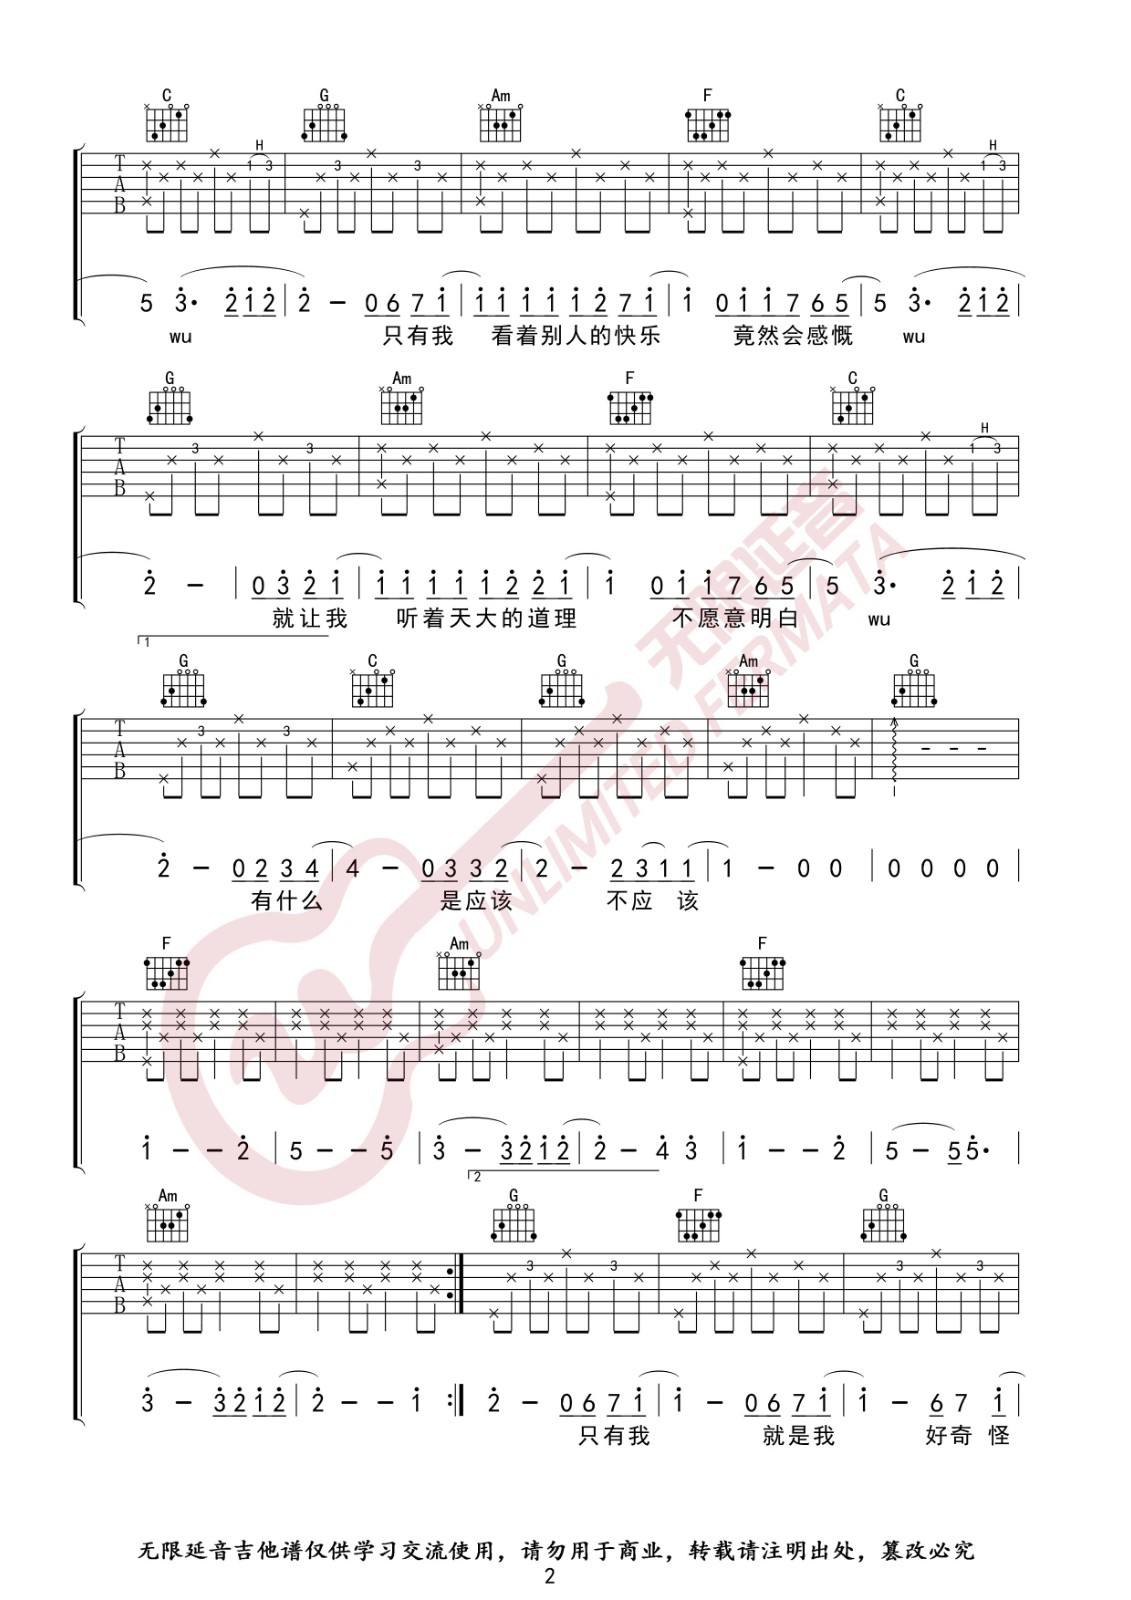 C G Am F C
H H
T 1 3 3 3 1 3
A
B
5 3· 2 1 2 | 2 – 0 6 7 1 | 1 1 1 1 1 2 7 1 | 1 0 1 1 7 6 5 | 5 3· 2 1 2 |
wu 只有我 看着别人的快乐 竟然会感慨 wu
G Am F C
H
T 3 3 1 3
A
B
2 – | 0 3 2 1 | 1 1 1 1 1 2 2 1 | 1 0 1 1 7 6 5 | 5 3· 2 1 2 |
就让我 听着天大的道理 不愿意明白 wu
1
G C G Am G
T 3 3
A – – –
B
2 – 0 2 3 4 | 4 – 0 3 3 2 | 2 – 2 3 1 1 | 1 – 0 0 | 0 0 0 0 |
有什么 是应该 不应 该
F Am F
T
A
B
1 – – 2 | 5 – – 5 | 3 – 3 2 1 2 | 2 – 4 3 | 1 – – 2 | 5 – 5 5· |
2
Am G F G
T 3 3 3 3
A
B
3 – 3 2 1 2 | 2 – – 1 :| 2 – 0 6 7 1 | 1 – 0 6 7 1 | 1 – 6 7 1 |
只有我 就是我 好奇 怪
无限延音
UNLIMITED FERMATA
无限延音吉他谱仅供学习交流使用，请勿用于商业，转载请注明出处，篡改必究
2